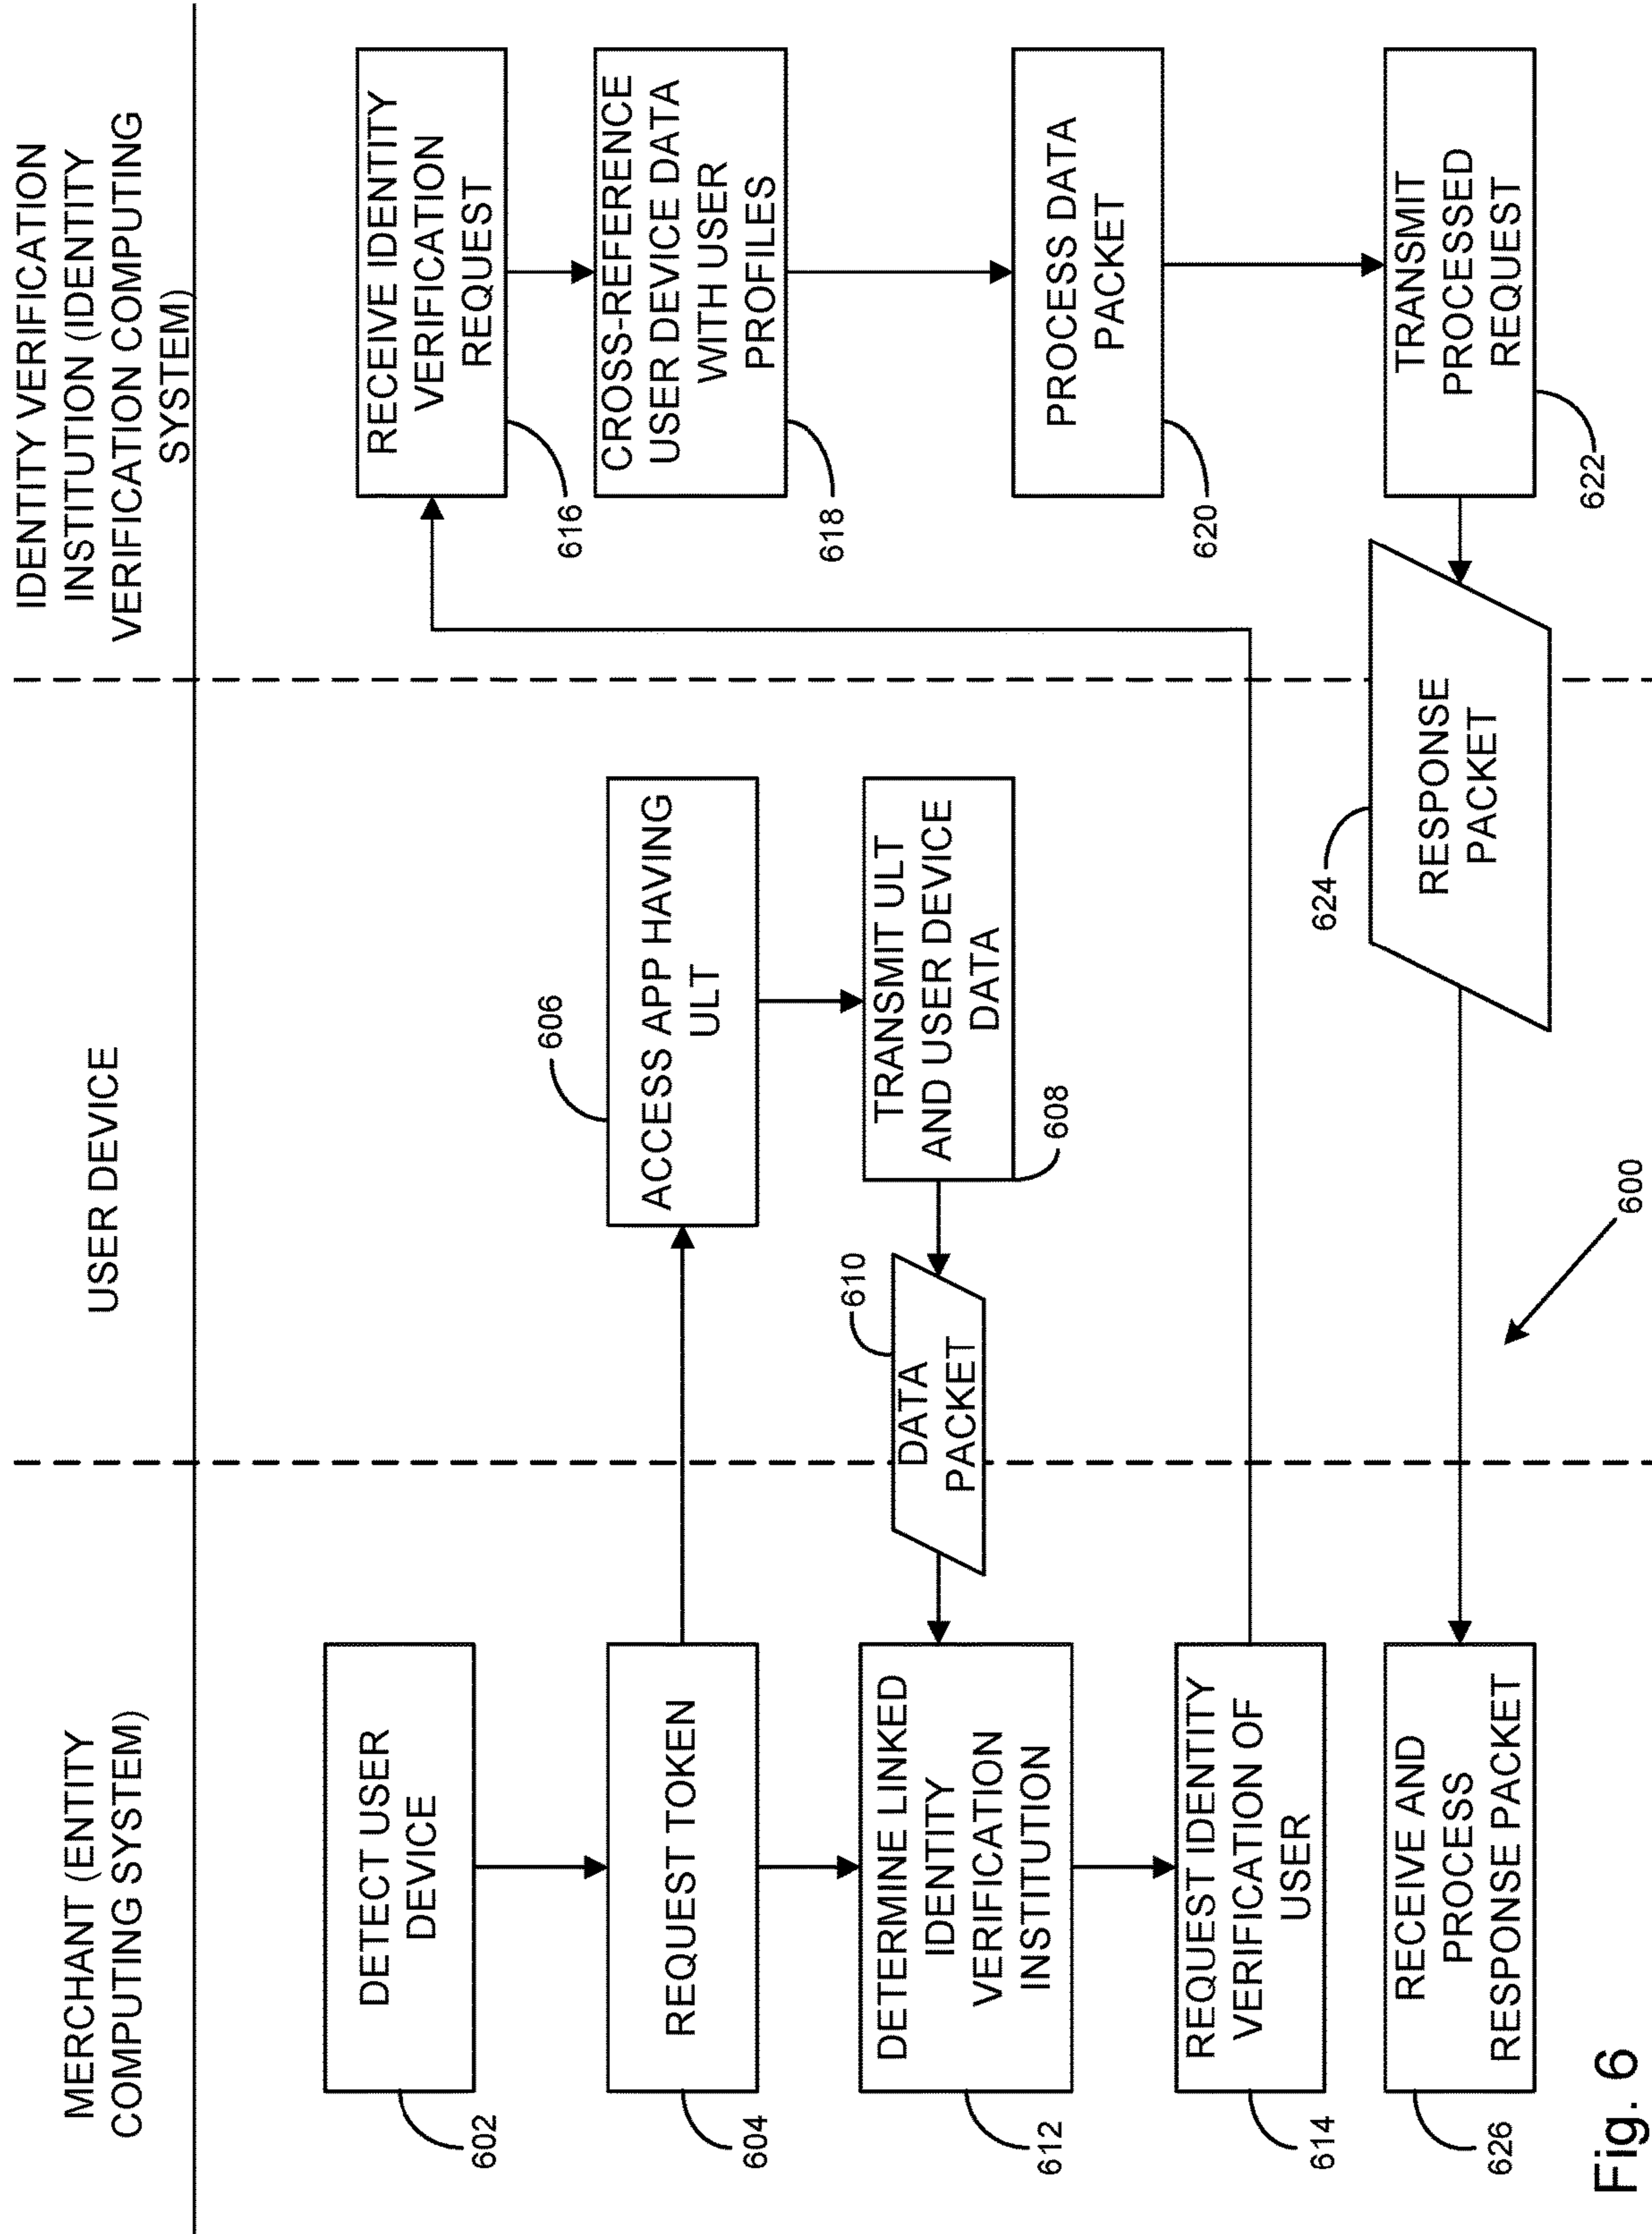 MERCHANT (ENTITY
COMPUTING SYSTEM)
USER DEVICE
IDENTITY VERIFICATION
INSTITUTION (IDENTITY
VERIFICATION COMPUTING
SYSTEM)
DETECT USER
DEVICE
602
REQUEST TOKEN
604
ACCESS APP HAVING
ULT
606
TRANSMIT ULT
AND USER DEVICE
DATA
608
DATA
PACKET
610
DETERMINE LINKED
IDENTITY
VERIFICATION
INSTITUTION
612
REQUEST IDENTITY
VERIFICATION OF
USER
614
RECEIVE IDENTITY
VERIFICATION
REQUEST
616
CROSS-REFERENCE
USER DEVICE DATA
WITH USER
PROFILES
618
PROCESS DATA
PACKET
620
TRANSMIT
PROCESSED
REQUEST
622
RESPONSE
PACKET
624
RECEIVE AND
PROCESS
RESPONSE PACKET
626
600
Fig. 6